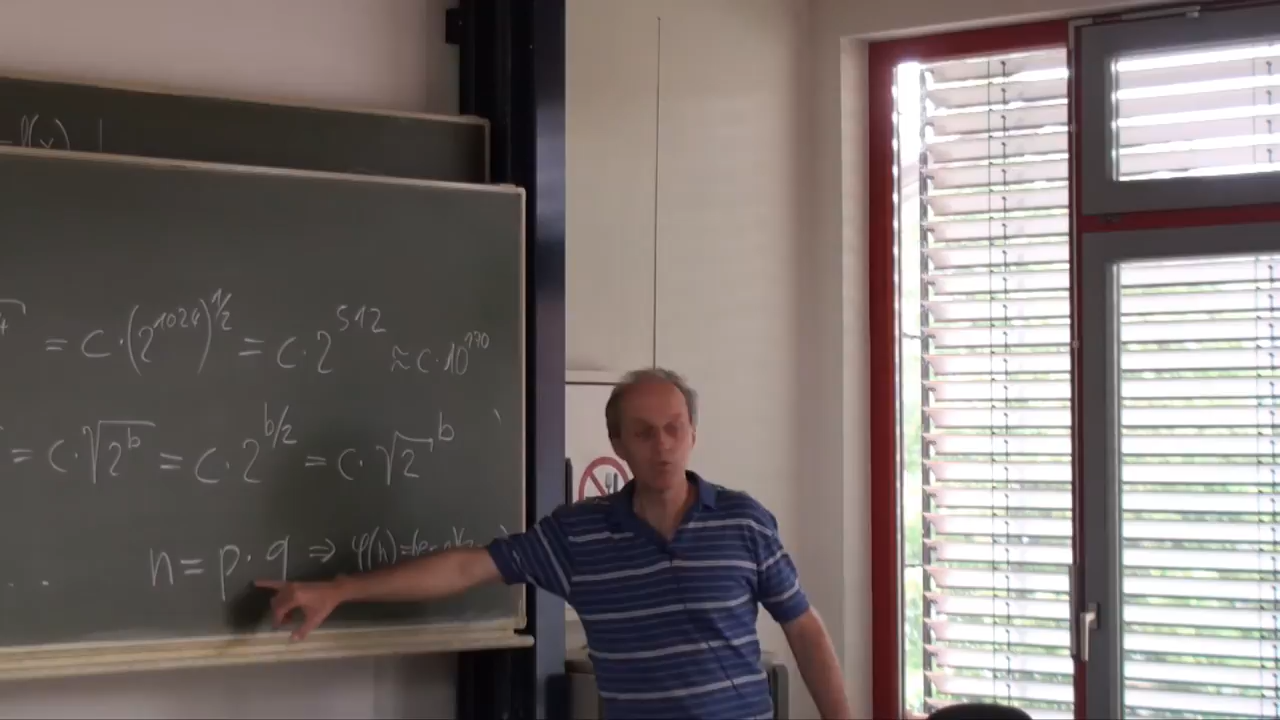 -φ(x)
= c·(2^1024)^1/2 = c·2^512 ≈ c·10^170
= c·√2^b = c·2^b/2 = c·√2^b
n = p·q ⇒ φ(n) =